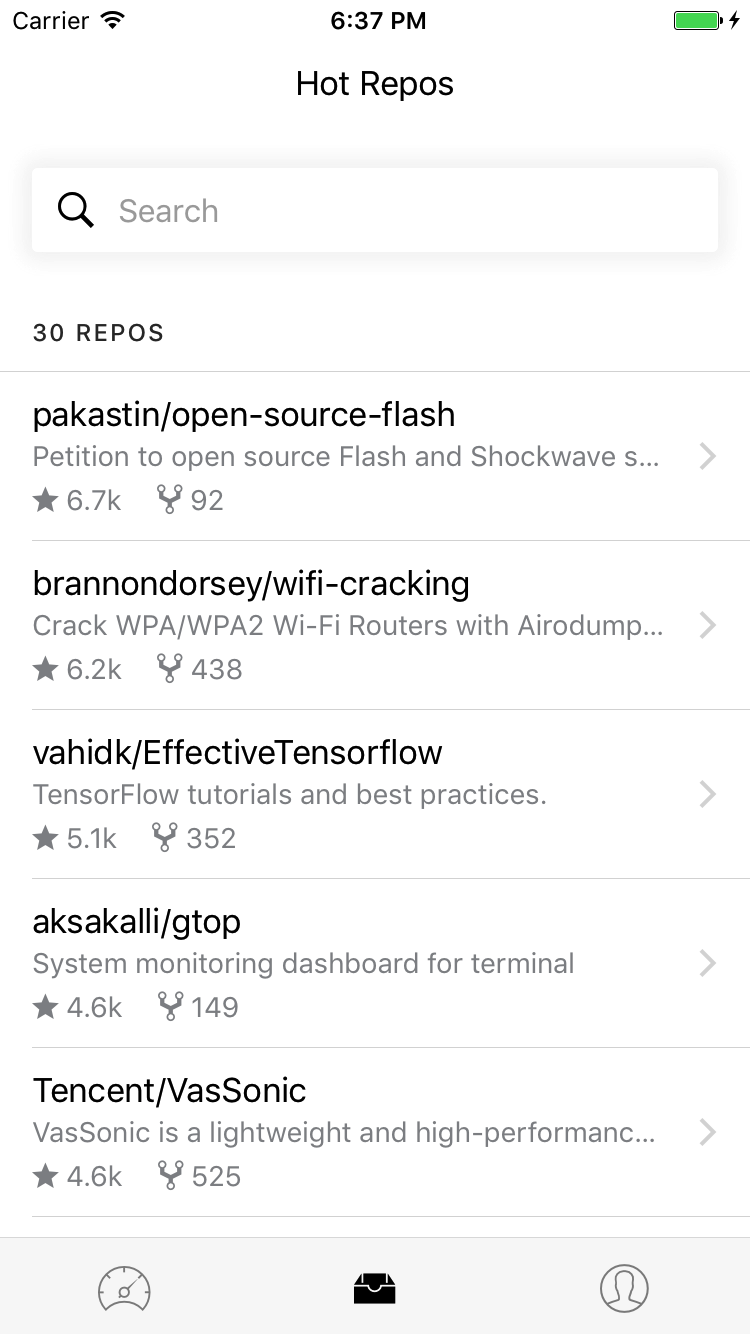 Carrier 6:37 PM
Hot Repos
Search
30 REPOS
pakastin/open-source-flash
Petition to open source Flash and Shockwave s...
6.7k 92
brannondorsey/wifi-cracking
Crack WPA/WPA2 Wi-Fi Routers with Airodump...
6.2k 438
vahidk/EffectiveTensorflow
TensorFlow tutorials and best practices.
5.1k 352
aksakalli/gtop
System monitoring dashboard for terminal
4.6k 149
Tencent/VasSonic
VasSonic is a lightweight and high-performanc...
4.6k 525